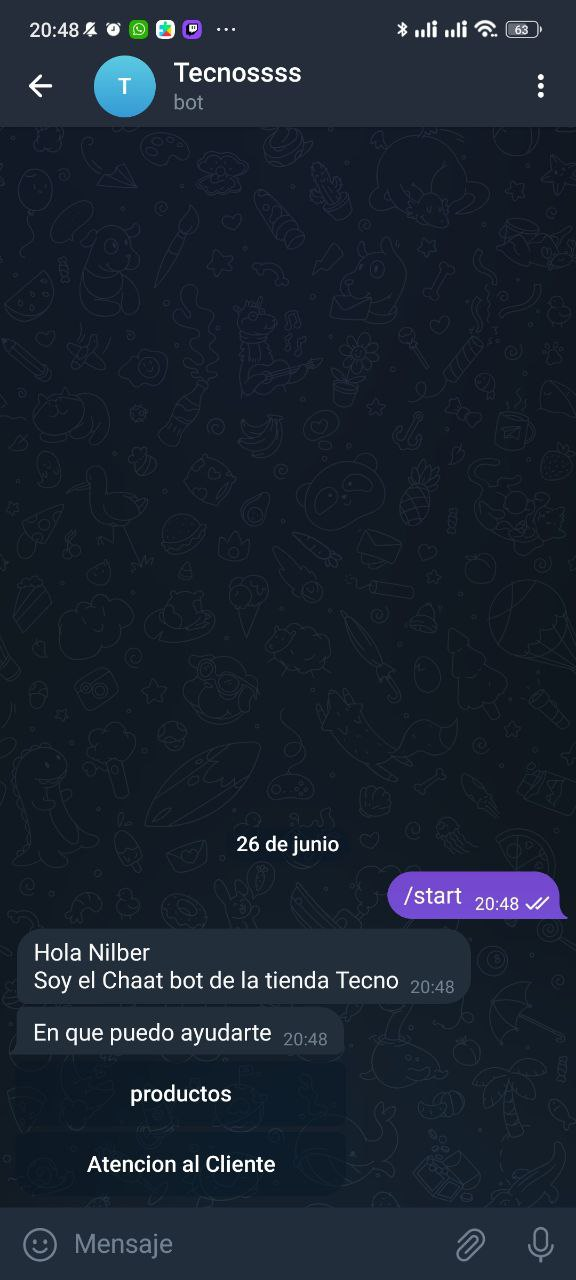 20:48
63
T
Tecnossss
bot
26 de junio
/start 20:48
Hola Nilber
Soy el Chaat bot de la tienda Tecno 20:48
En que puedo ayudarte 20:48
productos
Atencion al Cliente
Mensaje